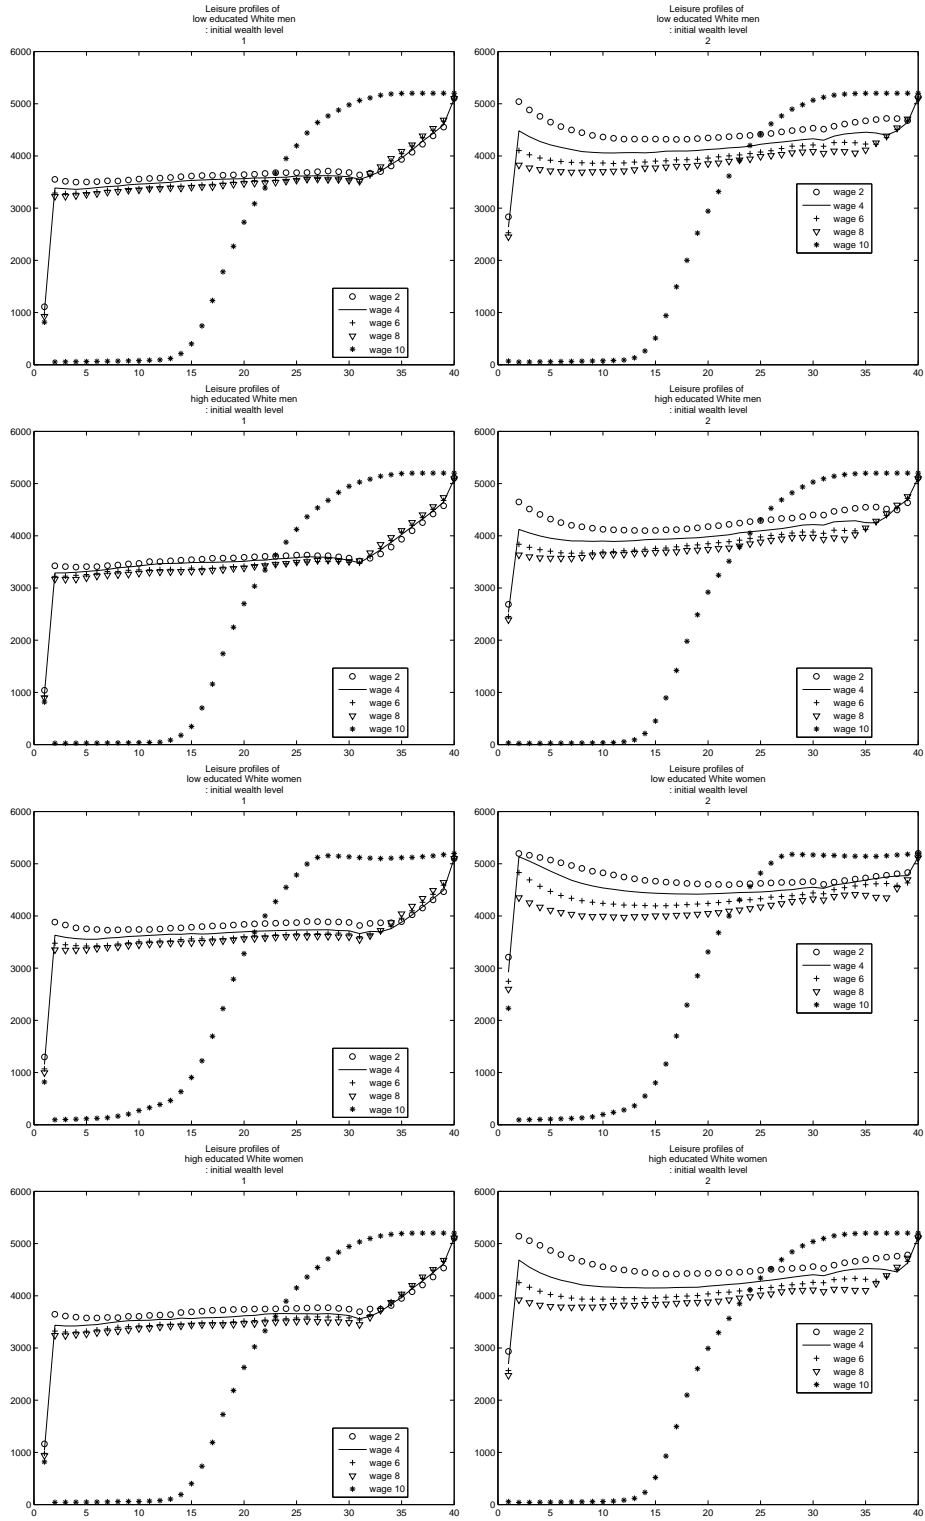 Leisure profiles of
low educated White men
: initial wealth level
1
6000
5000
4000
3000
2000
1000
0
0 5 10 15 20 25 30 35 40
wage 2
wage 4
wage 6
wage 8
wage 10
Leisure profiles of
low educated White men
: initial wealth level
2
6000
5000
4000
3000
2000
1000
0
0 5 10 15 20 25 30 35 40
wage 2
wage 4
wage 6
wage 8
wage 10
Leisure profiles of
high educated White men
: initial wealth level
1
6000
5000
4000
3000
2000
1000
0
0 5 10 15 20 25 30 35 40
wage 2
wage 4
wage 6
wage 8
wage 10
Leisure profiles of
high educated White men
: initial wealth level
2
6000
5000
4000
3000
2000
1000
0
0 5 10 15 20 25 30 35 40
wage 2
wage 4
wage 6
wage 8
wage 10
Leisure profiles of
low educated White women
: initial wealth level
1
6000
5000
4000
3000
2000
1000
0
0 5 10 15 20 25 30 35 40
wage 2
wage 4
wage 6
wage 8
wage 10
Leisure profiles of
low educated White women
: initial wealth level
2
6000
5000
4000
3000
2000
1000
0
0 5 10 15 20 25 30 35 40
wage 2
wage 4
wage 6
wage 8
wage 10
Leisure profiles of
high educated White women
: initial wealth level
1
6000
5000
4000
3000
2000
1000
0
0 5 10 15 20 25 30 35 40
wage 2
wage 4
wage 6
wage 8
wage 10
Leisure profiles of
high educated White women
: initial wealth level
2
6000
5000
4000
3000
2000
1000
0
0 5 10 15 20 25 30 35 40
wage 2
wage 4
wage 6
wage 8
wage 10